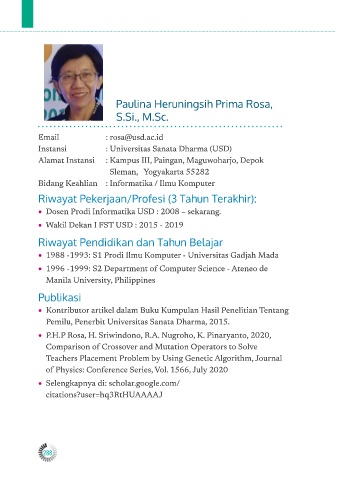 Paulina Heruningsih Prima Rosa,
S.Si., M.Sc.
Email : rosa@usd.ac.id
Instansi : Universitas Sanata Dharma (USD)
Alamat Instansi : Kampus III, Paingan, Maguwoharjo, Depok
Sleman, Yogyakarta 55282
Bidang Keahlian : Informatika / Ilmu Komputer
Riwayat Pekerjaan/Profesi (3 Tahun Terakhir):
• Dosen Prodi Informatika USD : 2008 – sekarang.
• Wakil Dekan I FST USD : 2015 - 2019
Riwayat Pendidikan dan Tahun Belajar
• 1988 -1993: S1 Prodi Ilmu Komputer - Universitas Gadjah Mada
• 1996 -1999: S2 Department of Computer Science - Ateneo de
Manila University, Philippines
Publikasi
• Kontributor artikel dalam Buku Kumpulan Hasil Penelitian Tentang
Pemilu, Penerbit Universitas Sanata Dharma, 2015.
• P.H.P Rosa, H. Sriwindono, R.A. Nugroho, K. Pinaryanto, 2020,
Comparison of Crossover and Mutation Operators to Solve
Teachers Placement Problem by Using Genetic Algorithm, Journal
of Physics: Conference Series, Vol. 1566, July 2020
• Selengkapnya di: scholar.google.com/
citations?user=hq3RtHUAAAAJ
288